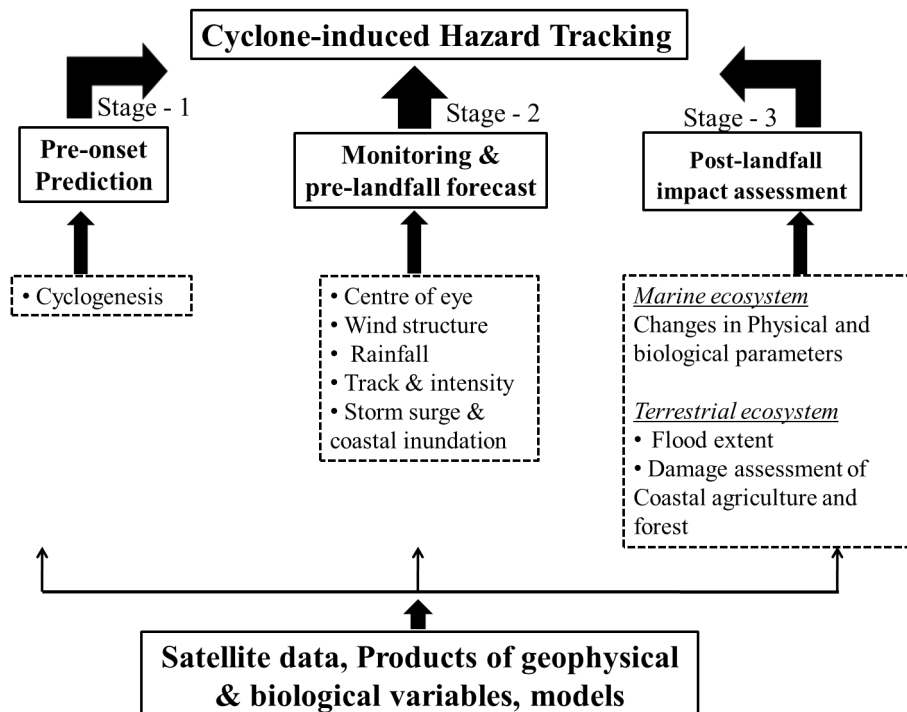 Cyclone-induced Hazard Tracking
Stage - 1
Stage - 2
Stage - 3
Pre-onset
Prediction
Monitoring &
pre-landfall forecast
Post-landfall
impact assessment
• Cyclogenesis
• Centre of eye
• Wind structure
• Rainfall
• Track & intensity
• Storm surge &
coastal inundation
Marine ecosystem
Changes in Physical and
biological parameters
Terrestrial ecosystem
• Flood extent
• Damage assessment of
Coastal agriculture and
forest
Satellite data, Products of geophysical
& biological variables, models